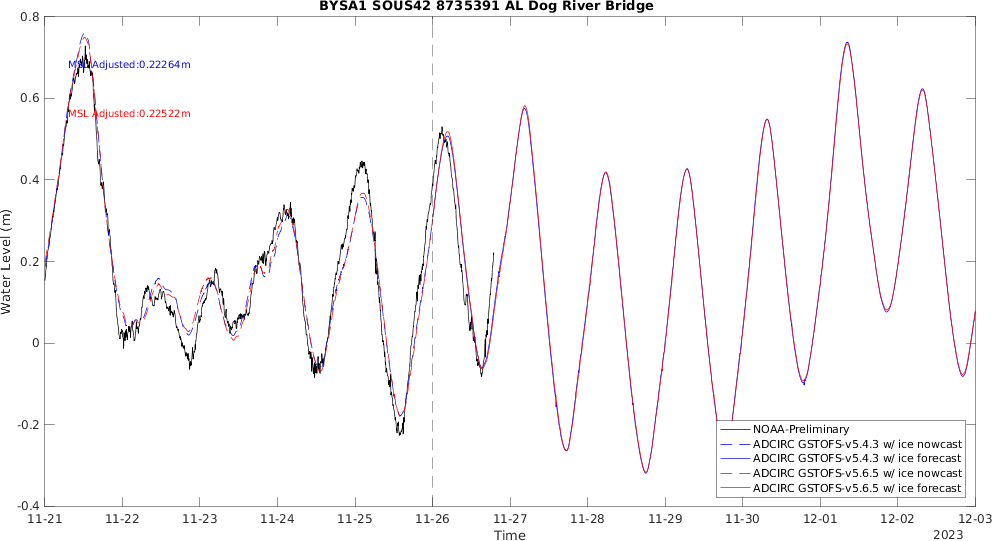 BYSA1 SOUS42 8735391 AL Dog River Bridge
0.8
MSL Adjusted:0.22264m
0.6
MSL Adjusted:0.22522m
0.4
Water Level (m)
0.2
0
-0.2
NOAA-Preliminary
ADCIRC GSTOFS-v5.4.3 w/ ice nowcast
ADCIRC GSTOFS-v5.4.3 w/ ice forecast
ADCIRC GSTOFS-v5.6.5 w/ ice nowcast
ADCIRC GSTOFS-v5.6.5 w/ ice forecast
-0.4
11-21 11-22 11-23 11-24 11-25 11-26 11-27 11-28 11-29 11-30 12-01 12-02 12-03
Time
2023